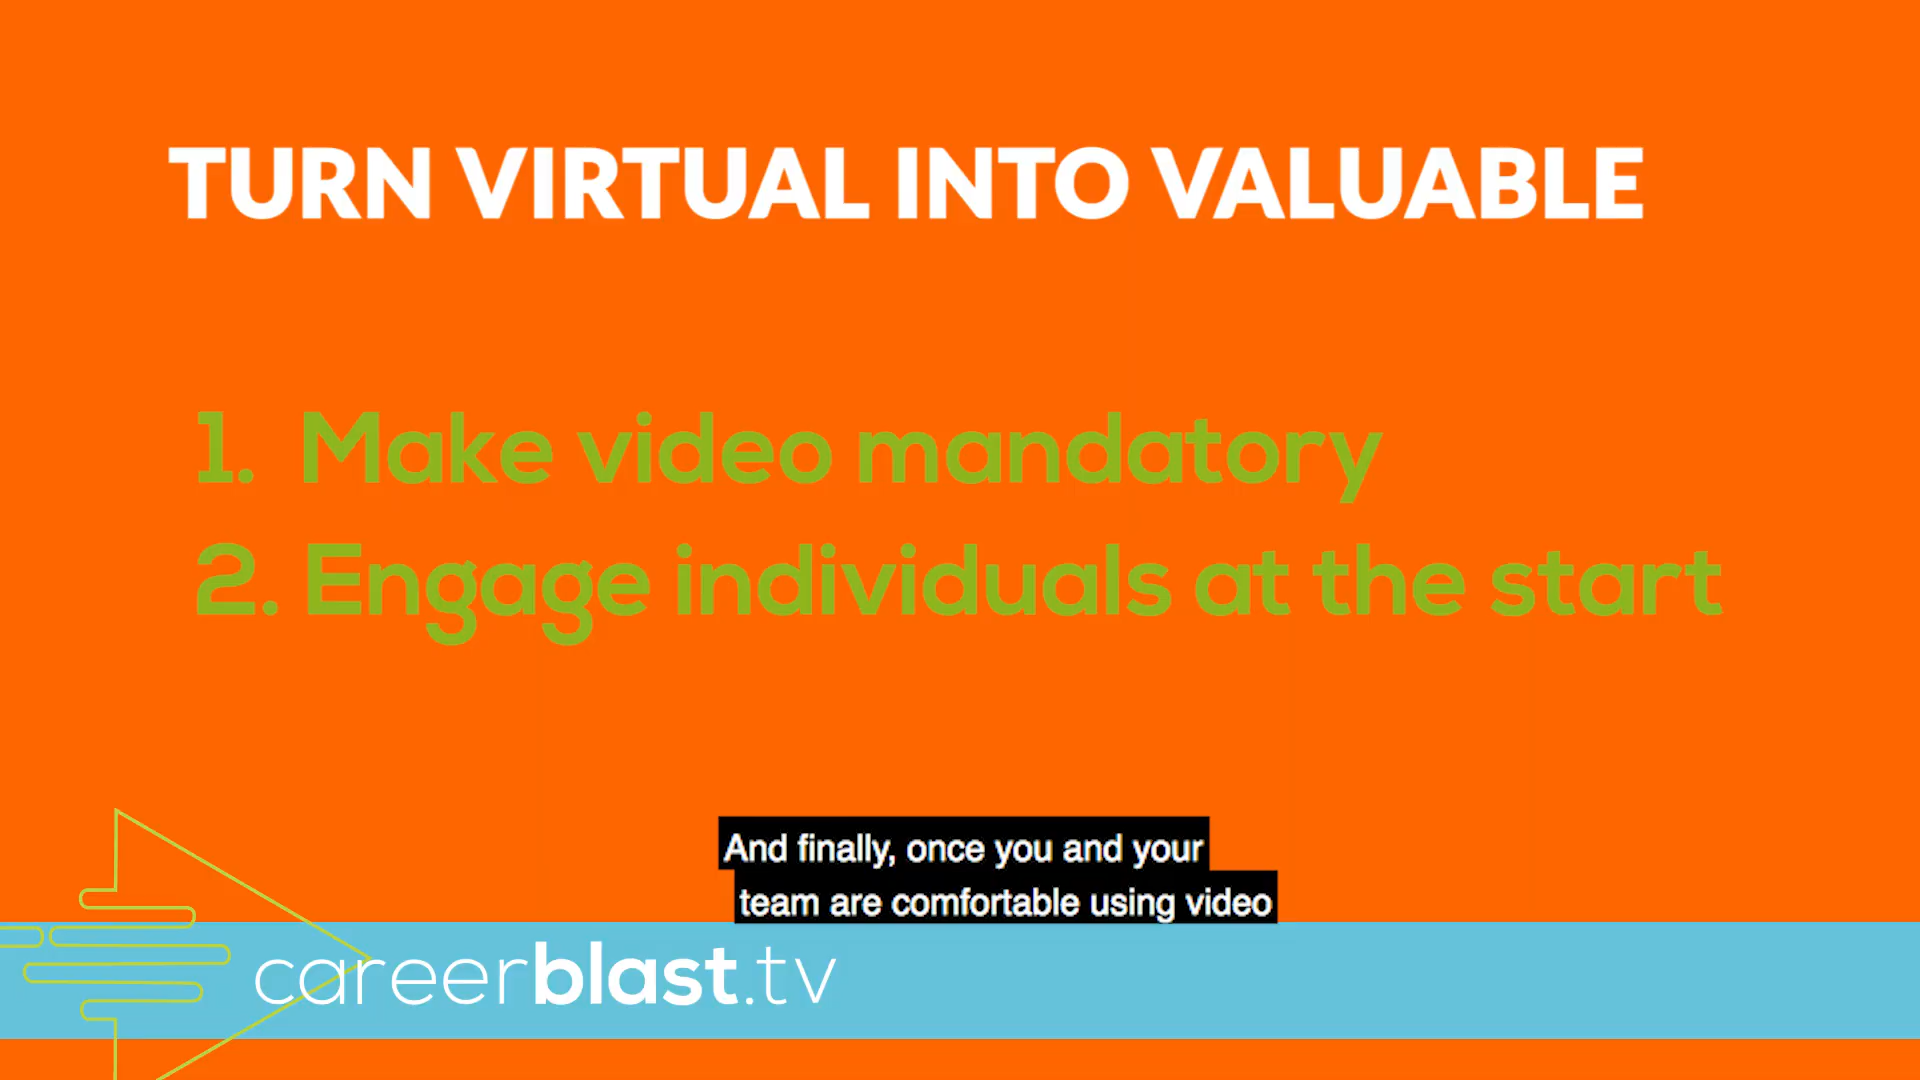 TURN VIRTUAL INTO VALUABLE
1. Make video mandatory
2. Engage individuals at the start
And finally, once you and your
team are comfortable using video
careerblast.tv